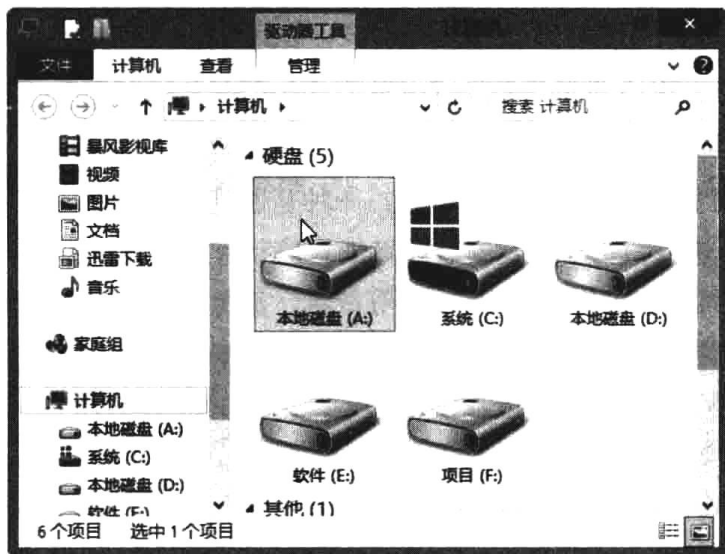 驱动器工具
文件 计算机 查看 管理
计算机 搜索 计算机
暴风影视库
视频
图片
文档
迅雷下载
音乐
家庭组
计算机
本地磁盘 (A:)
系统 (C:)
本地磁盘 (D:)
软件 (E:)
硬盘 (5)
本地磁盘 (A:) 系统 (C:) 本地磁盘 (D:)
软件 (E:) 项目 (F:)
其他 (1)
6 个项目 选中 1 个项目